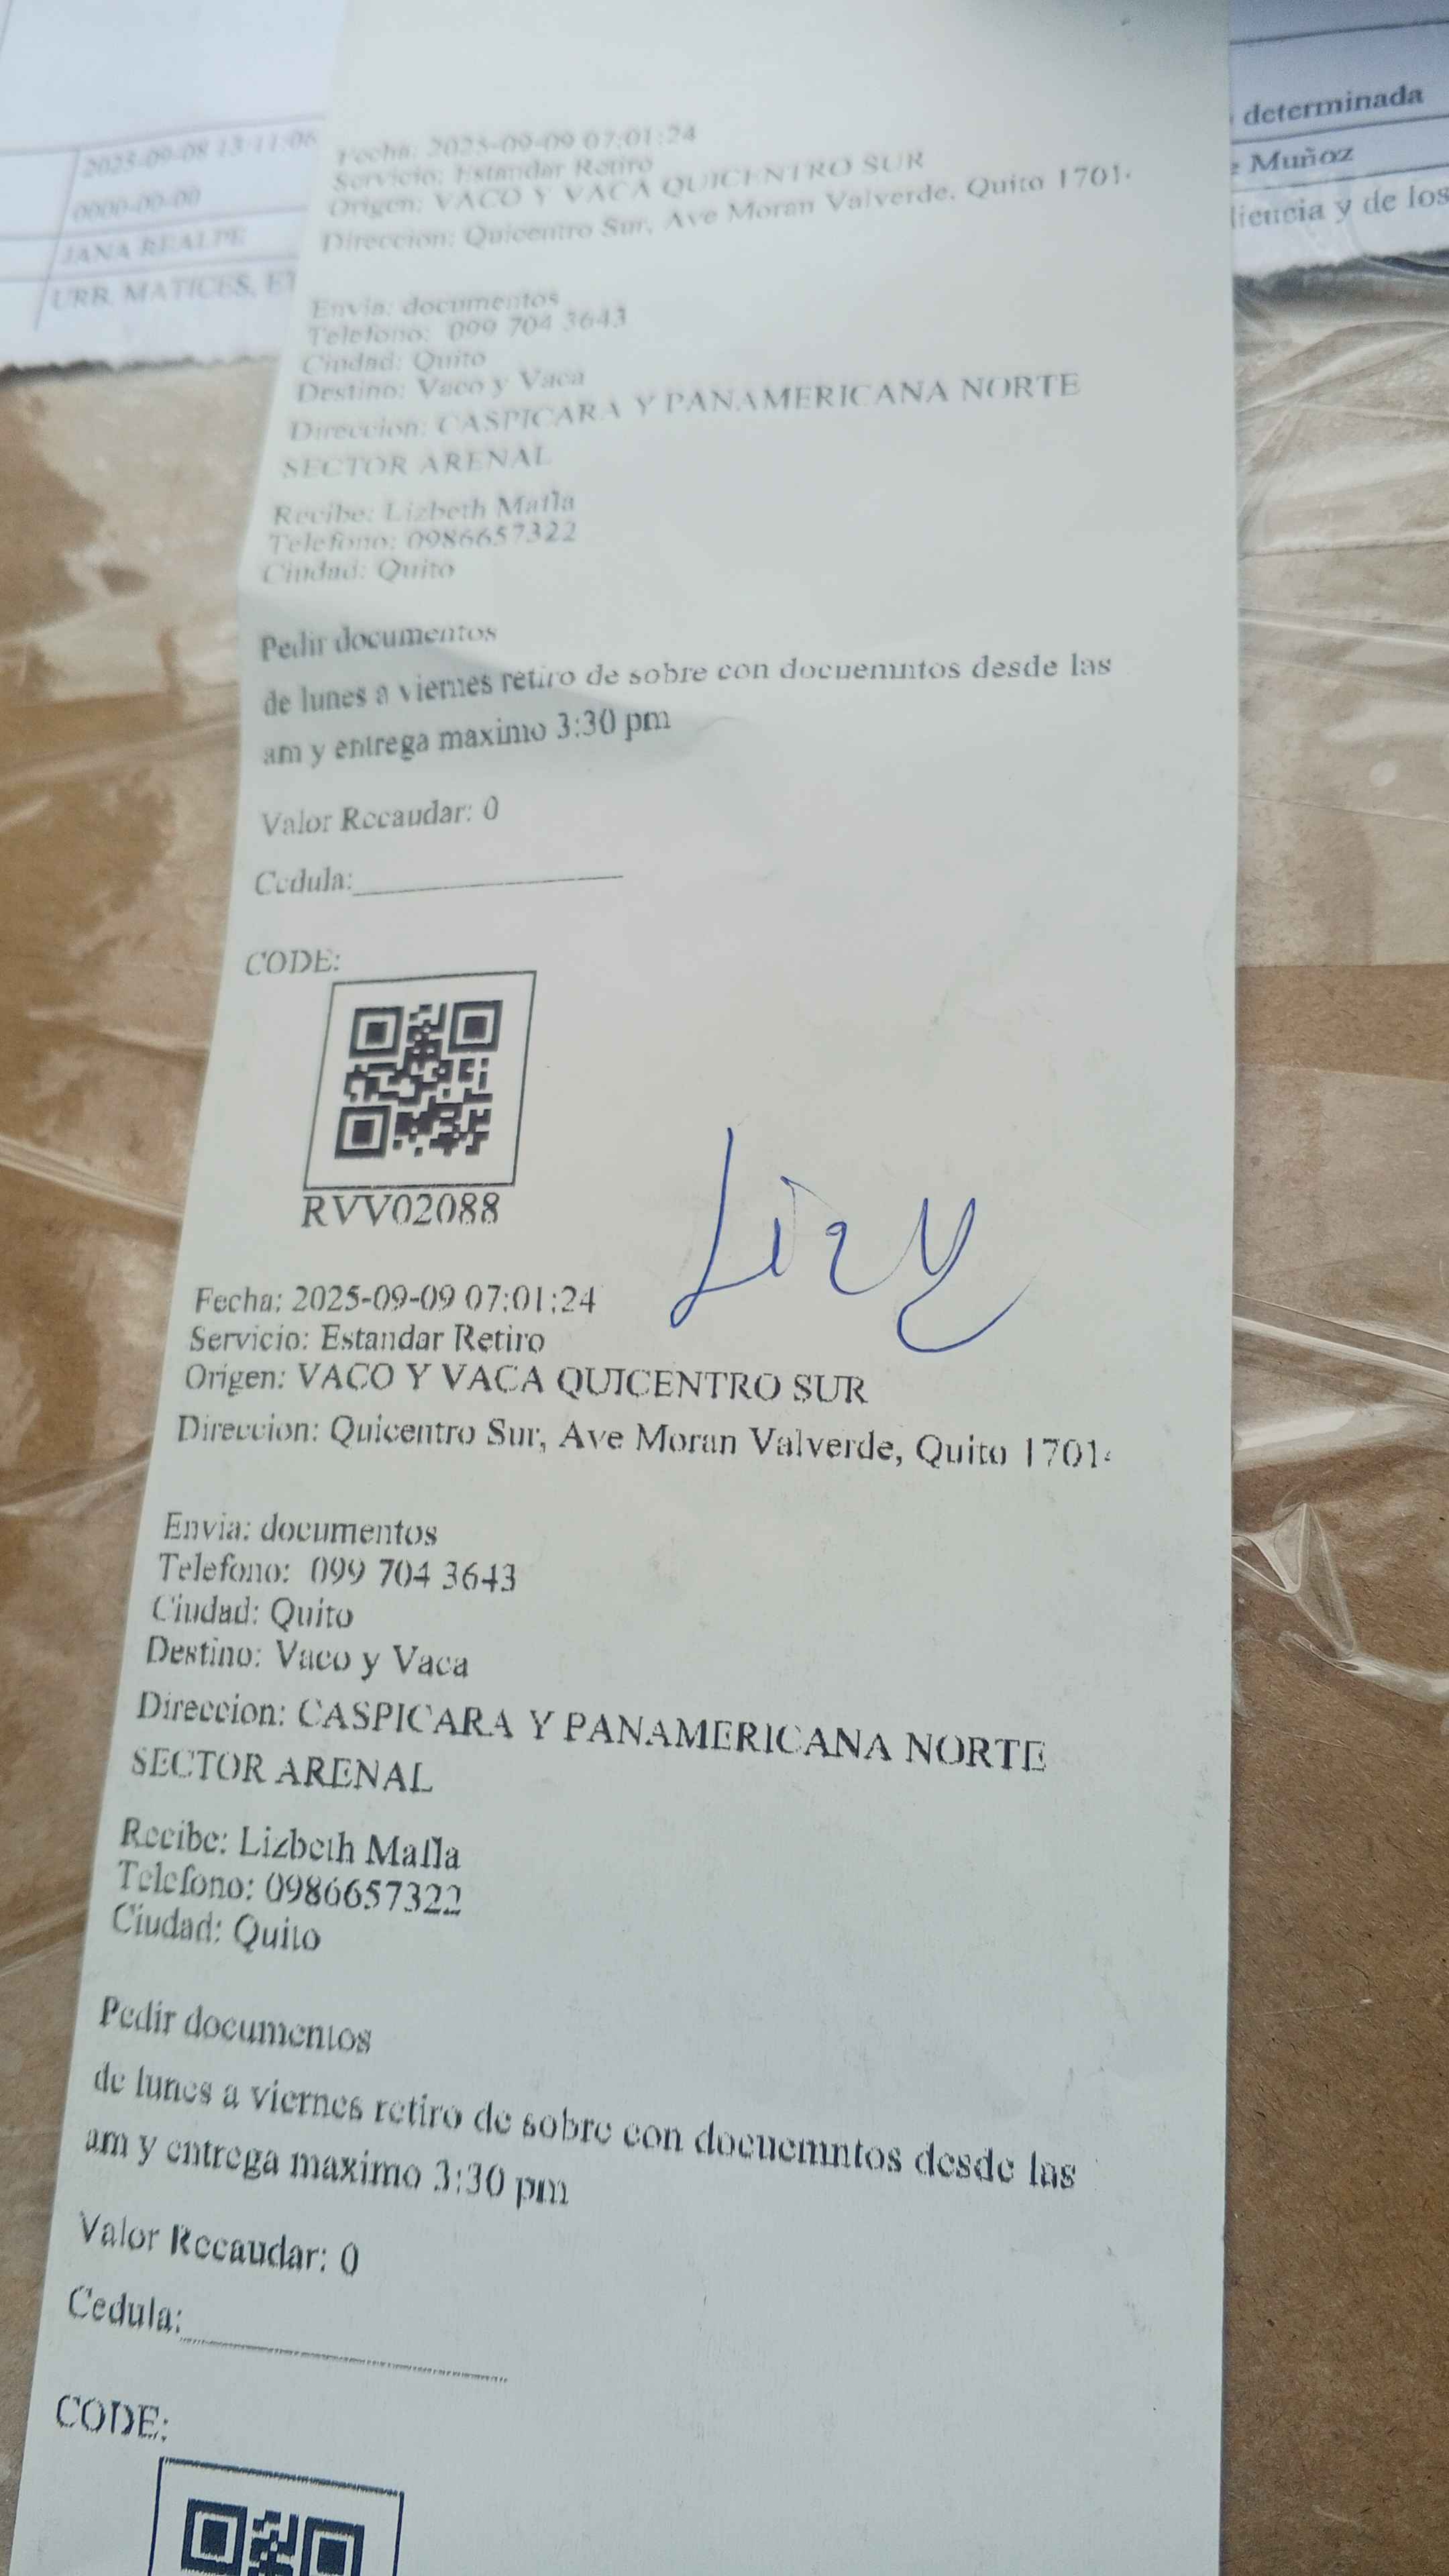 2025-09-08 13:11:06
0000-00-00
JANA REALPE
URB. MATICES, ET
determinada
Muñoz
liencia y de los
Fecha: 2025-09-09 07:01:24
Servicio: Estandar Retiro
Origen: VACO Y VACA QUICENTRO SUR
Direccion: Quicentro Sur, Ave Moran Valverde, Quito 1701
Envia: documentos
Telefono: 099 704 3643
Ciudad: Quito
Destino: Vaco y Vaca
Direccion: CASPICARA Y PANAMERICANA NORTE
SECTOR ARENAL
Recibe: Lizbeth Mafla
Telefono: 0986657322
Ciudad: Quito
Pedir documentos
de lunes a viernes retiro de sobre con docuemntos desde las
am y entrega maximo 3:30 pm
Valor Recaudar: 0
Cedula:
CODE:
RVV02088
Lizy
Fecha: 2025-09-09 07:01:24
Servicio: Estandar Retiro
Origen: VACO Y VACA QUICENTRO SUR
Direccion: Quicentro Sur, Ave Moran Valverde, Quito 1701
Envia: documentos
Telefono: 099 704 3643
Ciudad: Quito
Destino: Vaco y Vaca
Direccion: CASPICARA Y PANAMERICANA NORTE
SECTOR ARENAL
Recibe: Lizbeth Mafla
Telefono: 0986657322
Ciudad: Quito
Pedir documentos
de lunes a viernes retiro de sobre con docuemntos desde las
am y entrega maximo 3:30 pm
Valor Recaudar: 0
Cedula:
CODE: